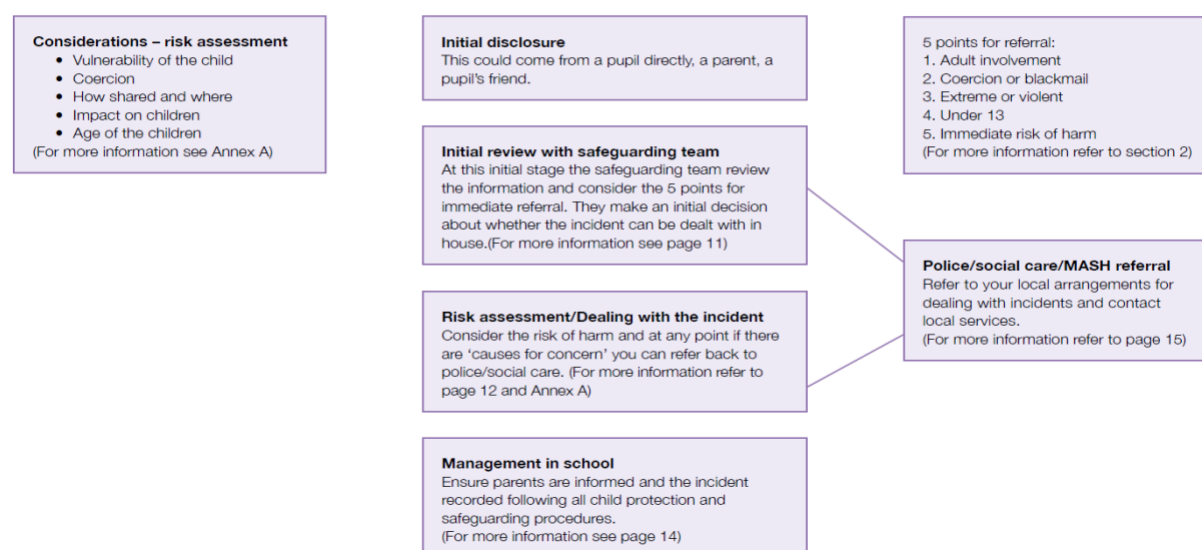 Considerations – risk assessment
• Vulnerability of the child
• Coercion
• How shared and where
• Impact on children
• Age of the children
(For more information see Annex A)
Initial disclosure
This could come from a pupil directly, a parent, a
pupil's friend.
Initial review with safeguarding team
At this initial stage the safeguarding team review
the information and consider the 5 points for
immediate referral. They make an initial decision
about whether the incident can be dealt with in
house.(For more information see page 11)
Risk assessment/Dealing with the incident
Consider the risk of harm and at any point if there
are 'causes for concern' you can refer back to
police/social care. (For more information refer to
page 12 and Annex A)
Management in school
Ensure parents are informed and the incident
recorded following all child protection and
safeguarding procedures.
(For more information see page 14)
5 points for referral:
1. Adult involvement
2. Coercion or blackmail
3. Extreme or violent
4. Under 13
5. Immediate risk of harm
(For more information refer to section 2)
Police/social care/MASH referral
Refer to your local arrangements for
dealing with incidents and contact
local services.
(For more information refer to page 15)